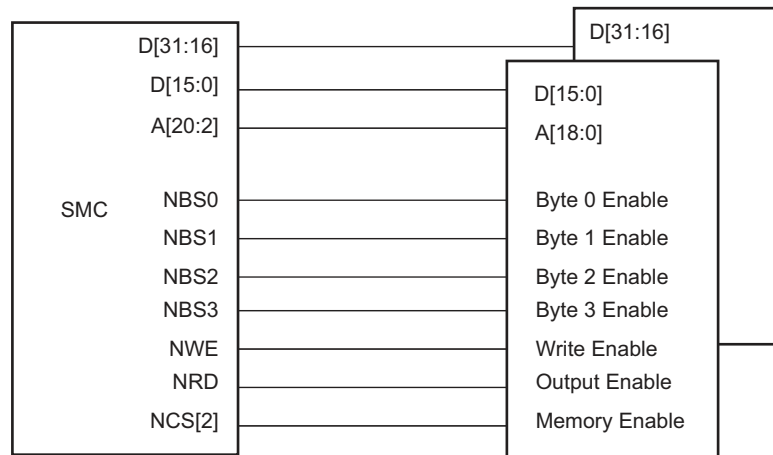 D[31:16]
D[31:16]
D[15:0]
D[15:0]
A[20:2]
A[18:0]
SMC
NBS0
Byte 0 Enable
NBS1
Byte 1 Enable
NBS2
Byte 2 Enable
NBS3
Byte 3 Enable
NWE
Write Enable
NRD
Output Enable
NCS[2]
Memory Enable